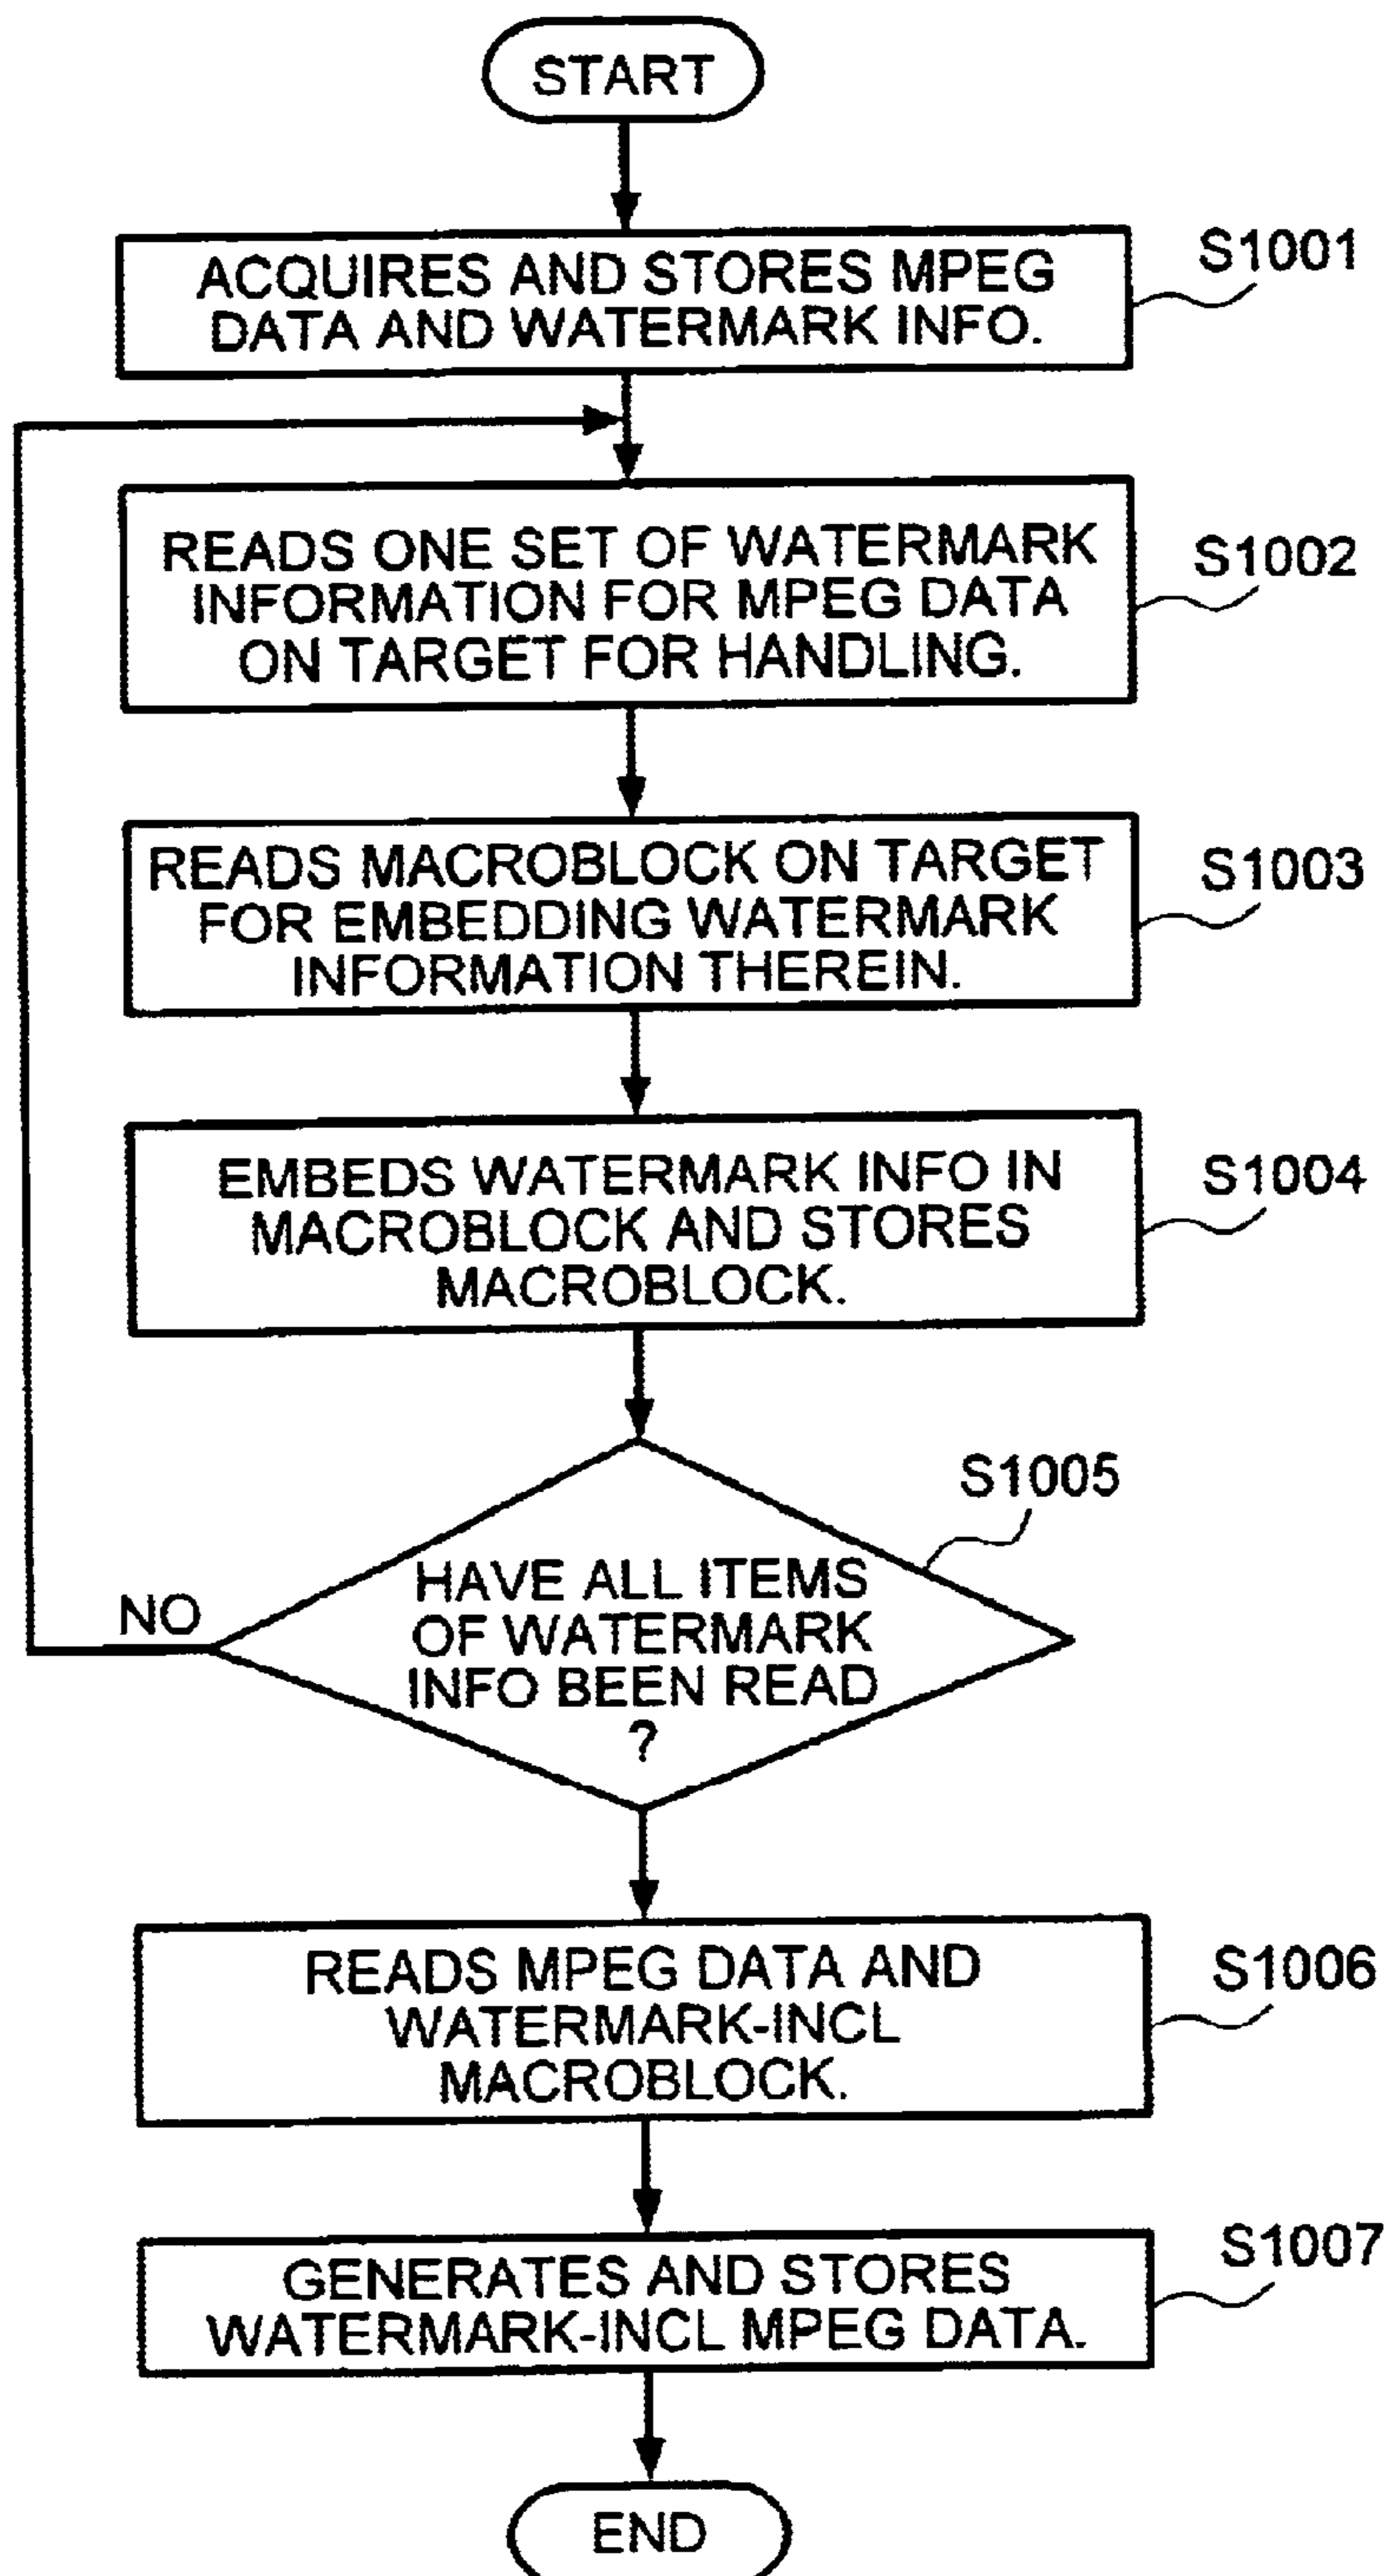 START
ACQUIRES AND STORES MPEG
DATA AND WATERMARK INFO.
S1001
READS ONE SET OF WATERMARK
INFORMATION FOR MPEG DATA
ON TARGET FOR HANDLING.
S1002
READS MACROBLOCK ON TARGET
FOR EMBEDDING WATERMARK
INFORMATION THEREIN.
S1003
EMBEDS WATERMARK INFO IN
MACROBLOCK AND STORES
MACROBLOCK.
S1004
S1005
HAVE ALL ITEMS
OF WATERMARK
INFO BEEN READ
?
NO
READS MPEG DATA AND
WATERMARK-INCL
MACROBLOCK.
S1006
GENERATES AND STORES
WATERMARK-INCL MPEG DATA.
S1007
END